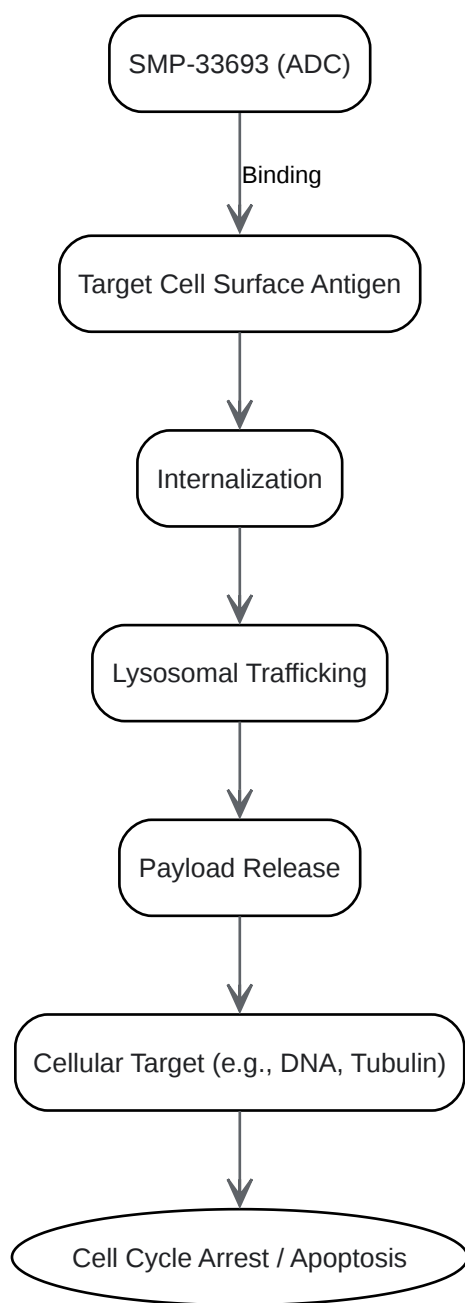 SMP-33693 (ADC)
Binding
Target Cell Surface Antigen
Internalization
Lysosomal Trafficking
Payload Release
Cellular Target (e.g., DNA, Tubulin)
Cell Cycle Arrest / Apoptosis